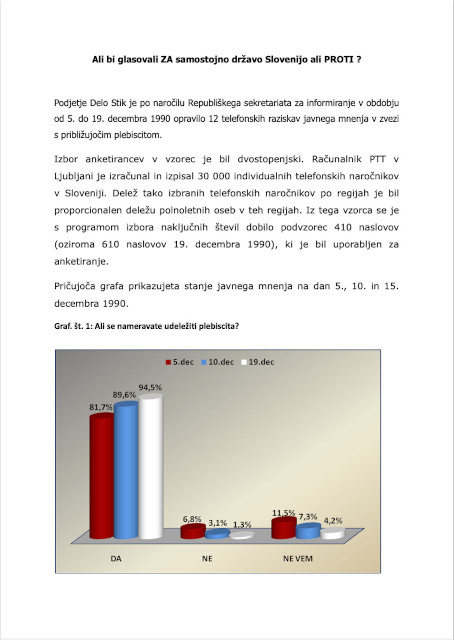 Ali bi glasovali ZA samostojno državo Slovenijo ali PROTI ?
Podjetje Delo Stik je po naročilu Republiškega sekretariata za informiranje v obdobju
od 5. do 19. decembra 1990 opravilo 12 telefonskih raziskav javnega mnenja v zvezi
s približujočim plebiscitom.
Izbor anketirancev v vzorec je bil dvostopenjski. Računalnik PTT v
Ljubljani je izračunal in izpisal 30 000 individualnih telefonskih naročnikov
v Sloveniji. Delež tako izbranih telefonskih naročnikov po regijah je bil
proporcionalen deležu polnoletnih oseb v teh regijah. Iz tega vzorca se je
s programom izbora naključnih števil dobilo podvzorec 410 naslovov
(oziroma 610 naslovov 19. decembra 1990), ki je bil uporabljen za
anketiranje.
Pričujoča grafa prikazujeta stanje javnega mnenja na dan 5., 10. in 15.
decembra 1990.
Graf. št. 1: Ali se nameravate udeležiti plebiscita?
5.dec 10.dec 19.dec
81,7% 89,6% 94,5%
6,8% 3,1% 1,3%
11,5% 7,3% 4,2%
DA NE NE VEM